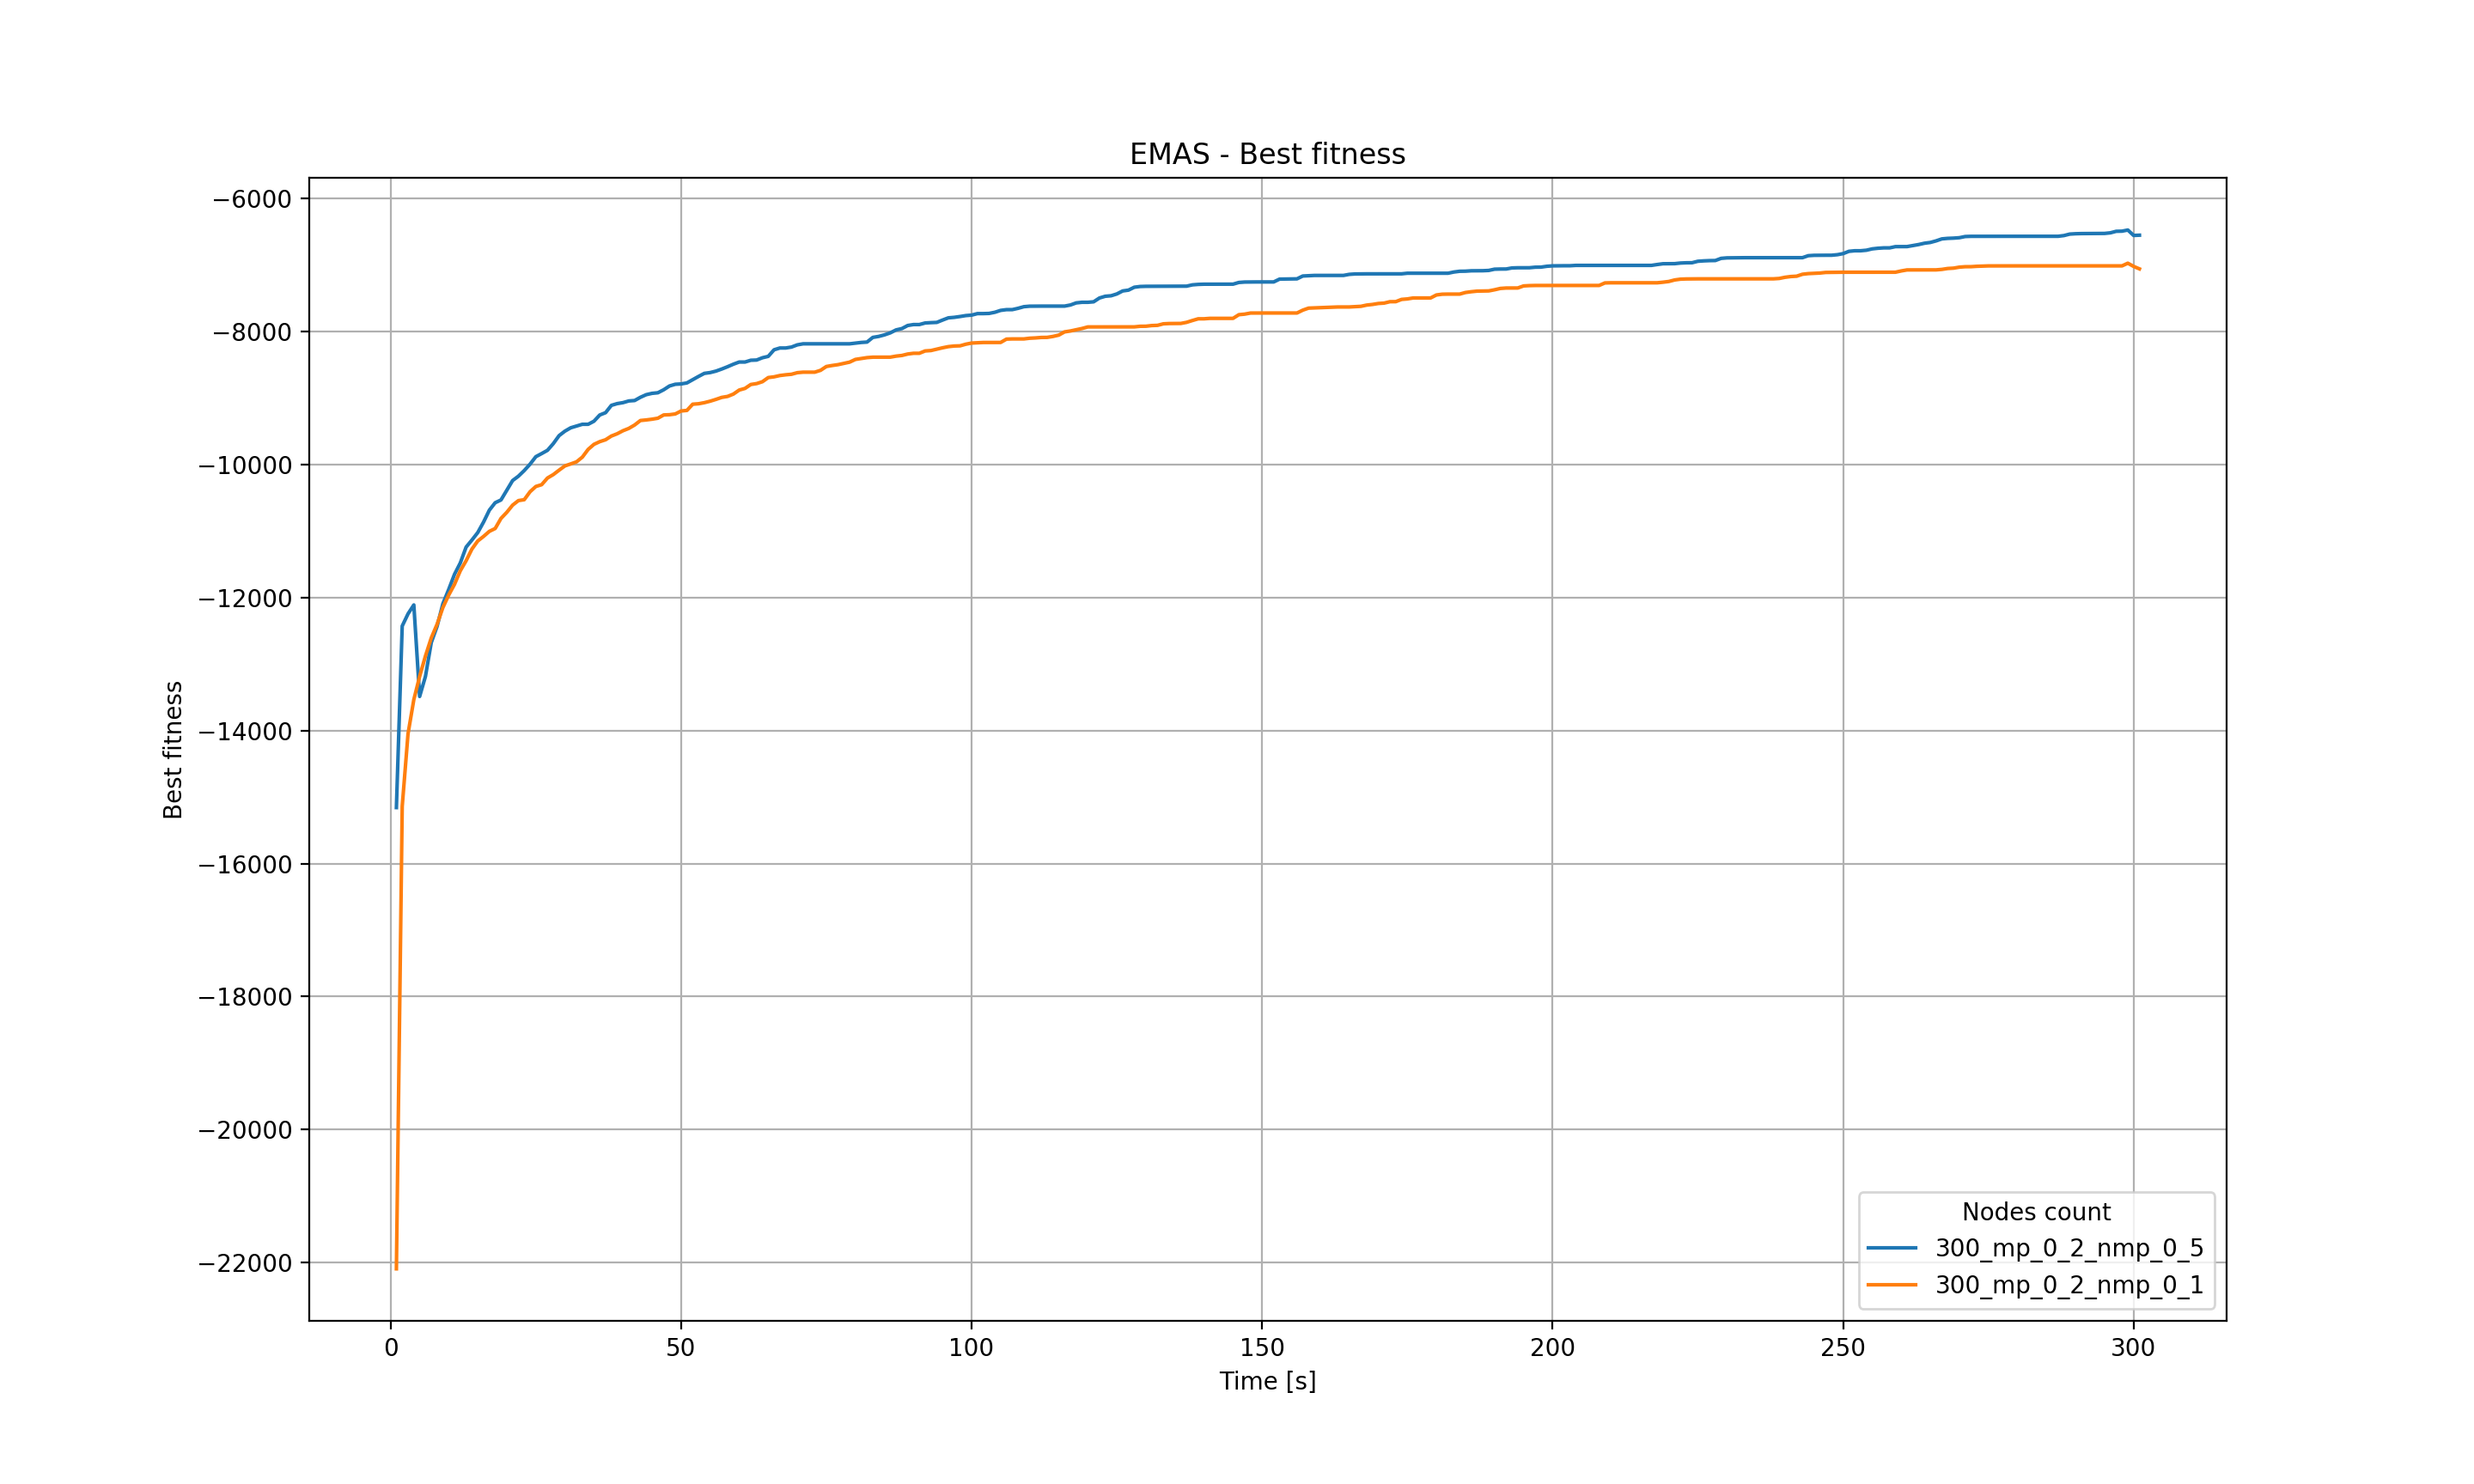 EMAS - Best fitness
Best fitness
−6000
−8000
−10000
−12000
−14000
−16000
−18000
−20000
−22000
0 50 100 150 200 250 300
Time [s]
Nodes count
300_mp_0_2_nmp_0_5
300_mp_0_2_nmp_0_1